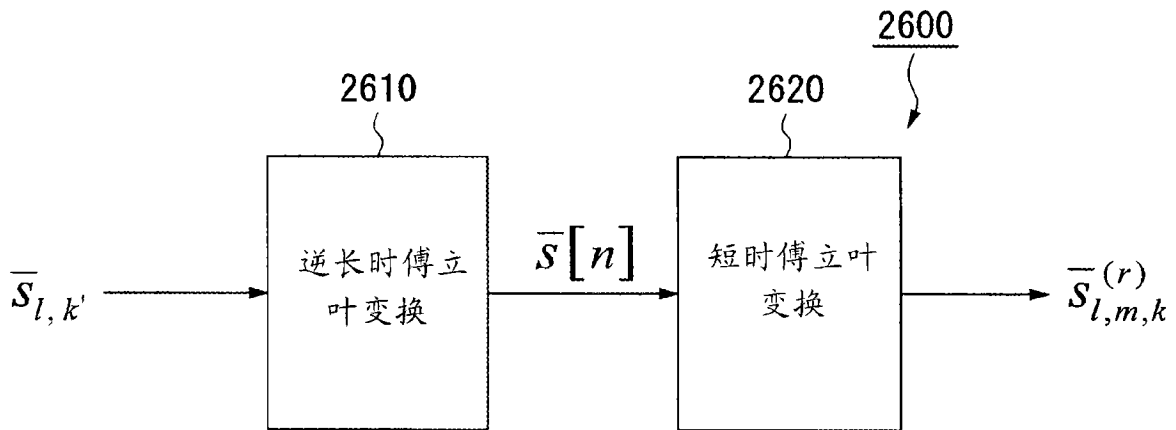 2600
2610
2620
逆长时傅立
叶变换
短时傅立叶
变换
s̅[n]
s̅_{l, k'}
s̅_{l,m,k}^{(r)}